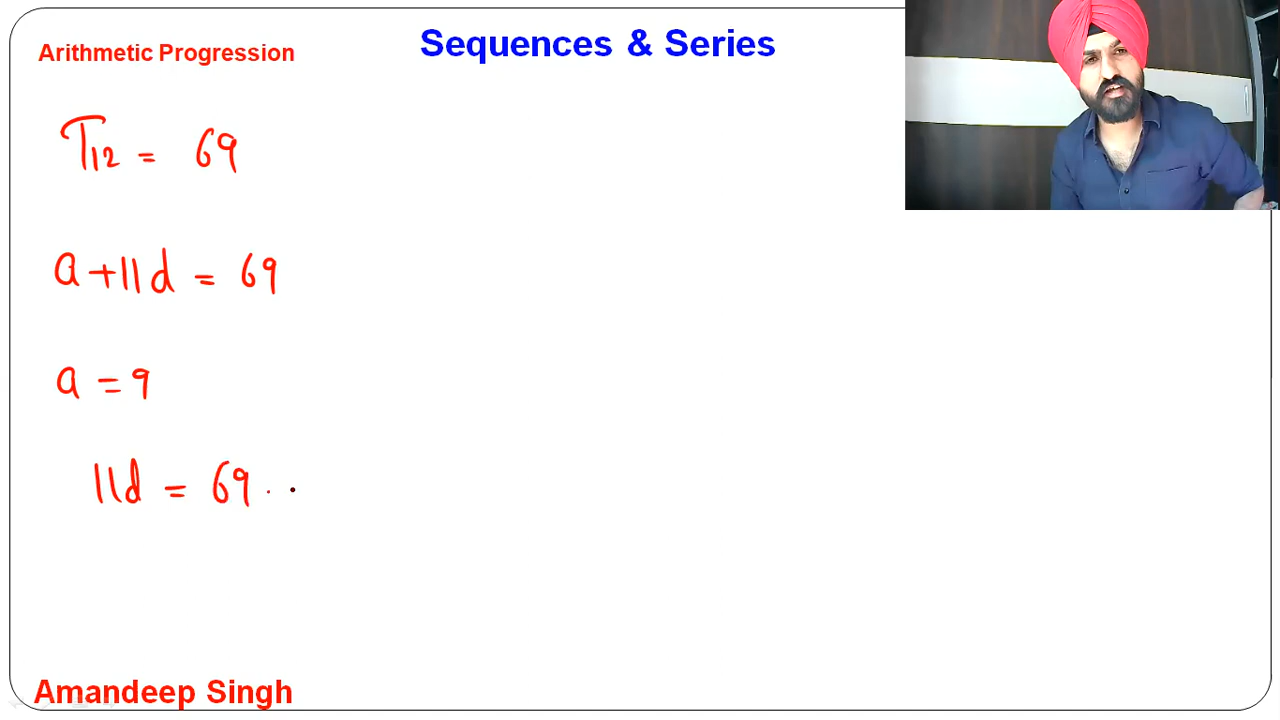 Sequences & Series
Arithmetic Progression
T12 = 69
a + 11d = 69
a = 9
11d = 69
Amandeep Singh